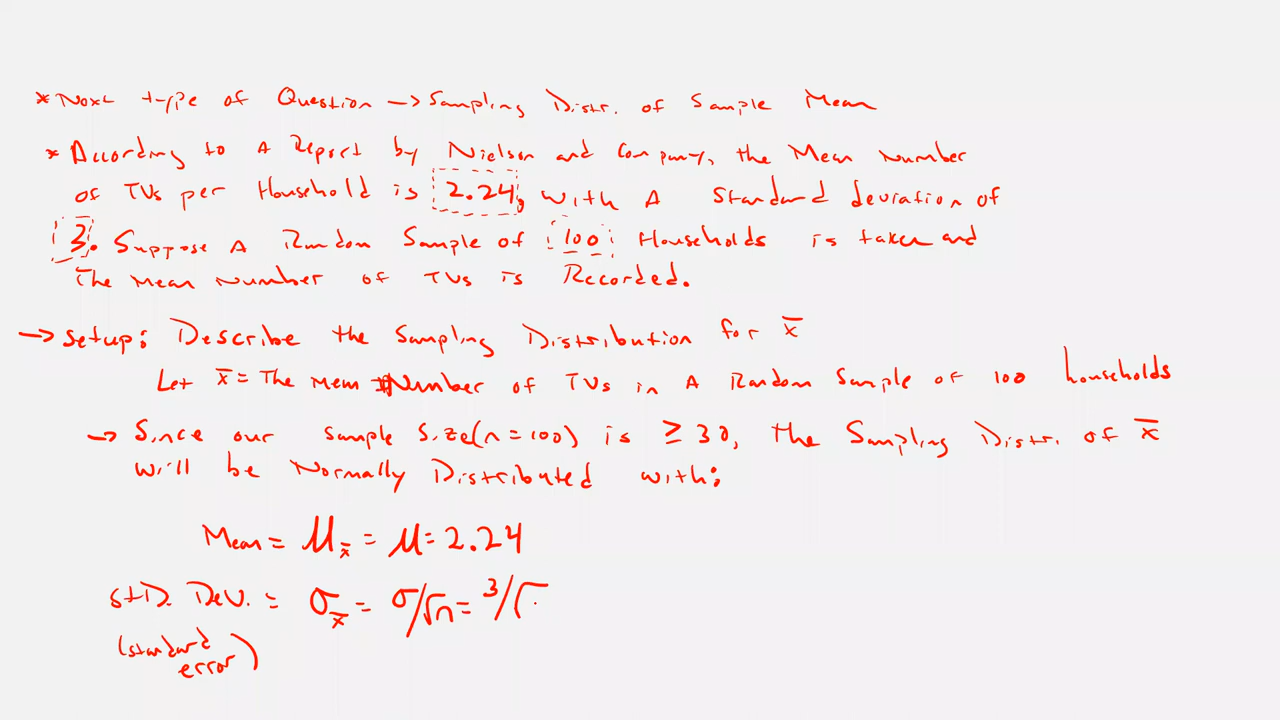 * Next type of Question → Sampling Distr. of Sample Mean
* According to A Report by Nielson and Company, the Mean Number
of TVs per Household is 2.24, with A Standard deviation of
3. Suppose A Random Sample of 100 Households is taken and
The Mean Number of TVs is Recorded.
→ Setup: Describe the Sampling Distribution for x̄
Let x̄ = The Mean Number of TVs in A Random Sample of 100 households
→ Since our sample size (n = 100) is ≥ 30, the Sampling Distr. of x̄
will be Normally Distributed with:
Mean = μx̄ = μ = 2.24
StD. Dev. = σx̄ = σ/√n = 3/√
(standard
error)